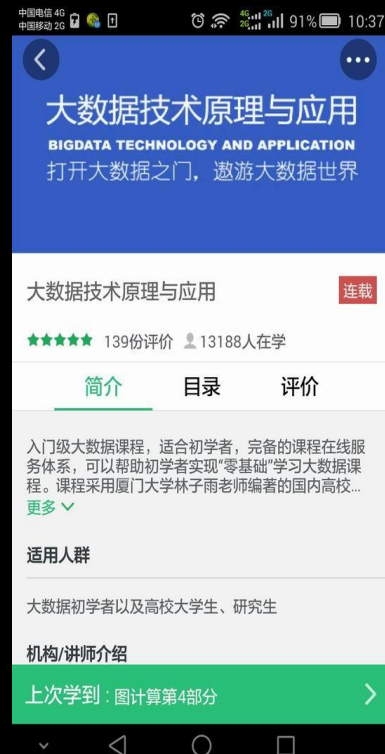 中国电信 4G
中国移动 2G
4G 2G
2G
91% 10:37
大数据技术原理与应用
BIGDATA TECHNOLOGY AND APPLICATION
打开大数据之门，遨游大数据世界
大数据技术原理与应用
连载
139份评价 13188人在学
简介 目录 评价
入门级大数据课程，适合初学者，完备的课程在线服
务体系，可以帮助初学者实现“零基础”学习大数据课
程。课程采用厦门大学林子雨老师编著的国内高校...
更多
适用人群
大数据初学者以及高校大学生、研究生
机构/讲师介绍
上次学到 : 图计算第4部分